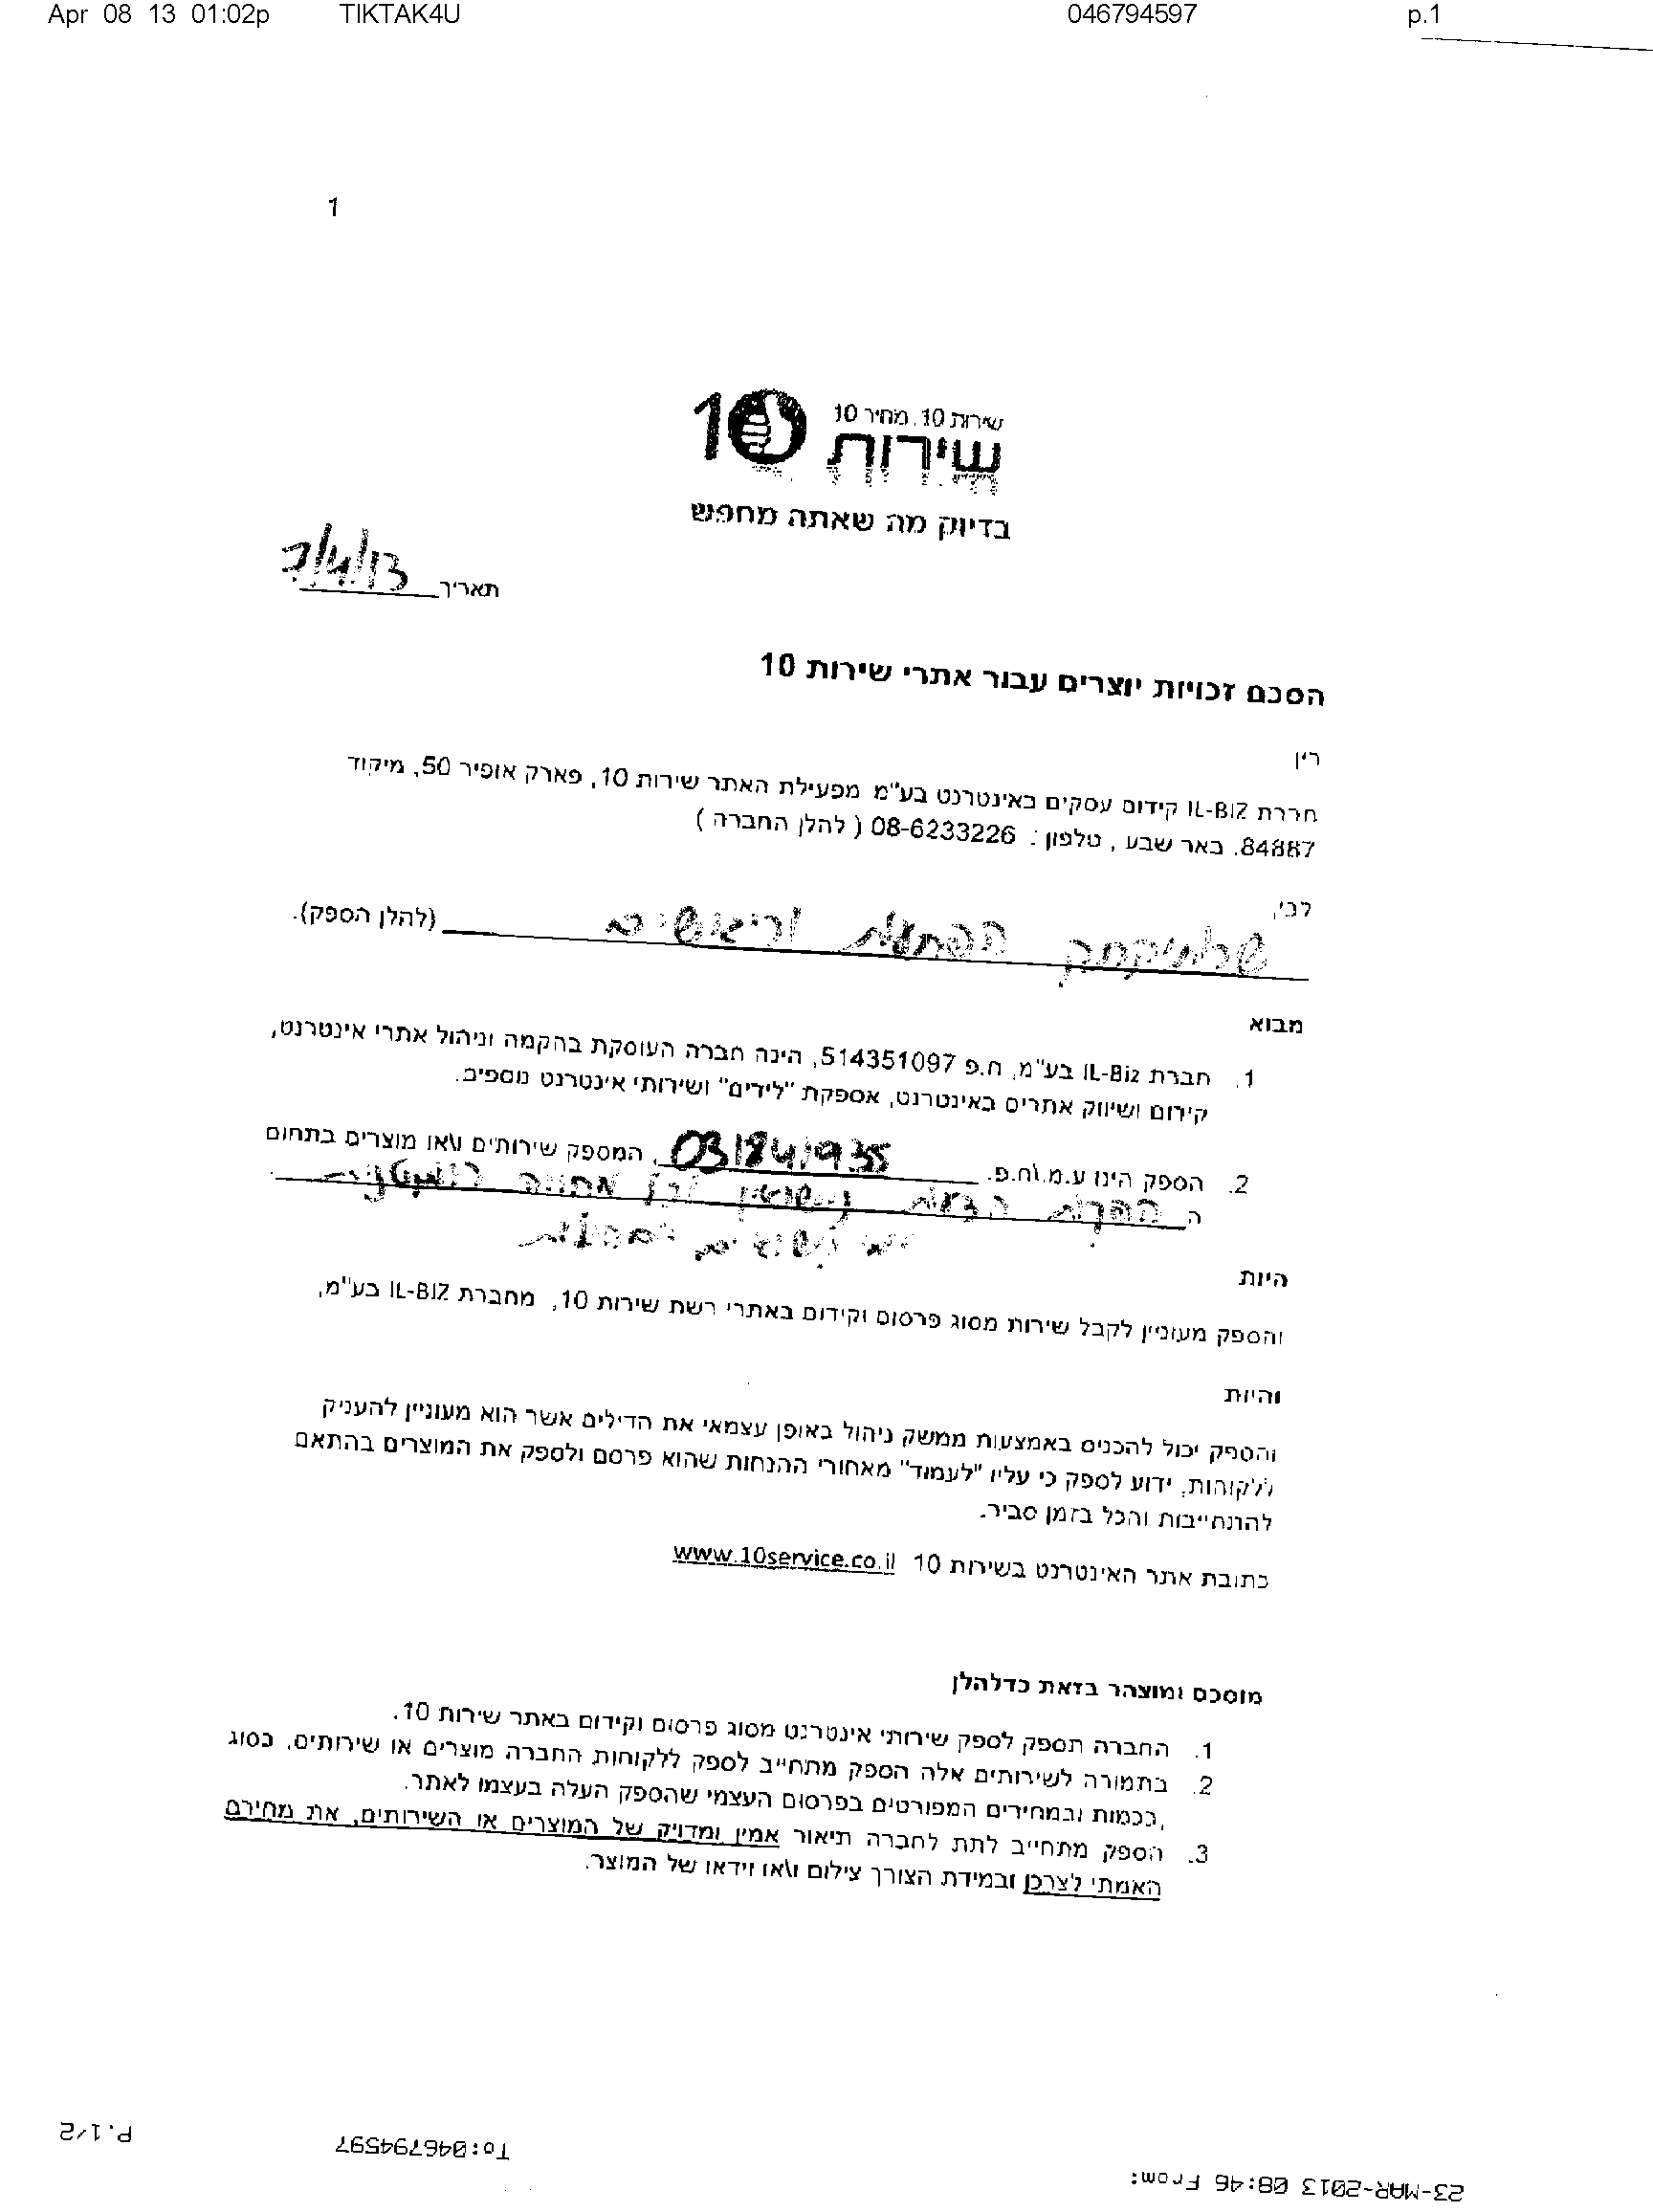 Apr 08 13 01:02p TIKTAK4U 046794597 p.1
1
שירות 10. מחיר 10
שירות 10
בדיוק מה שאתה מחפש
תאריך 7/4/13
הסכם זכויות יוצרים עבור אתרי שירות 10
בין
חברת IL-BIZ קידום עסקים באינטרנט בע"מ מפעילת האתר שירות 10, פארק אופיר 50, מיקוד
84887. באר שבע , טלפון : 08-6233226 ( להלן החברה )
לבין,
הפתעות (להלן הספק).
מבוא
1. חברת IL-Biz בע"מ, ח.פ 514351097, הינה חברה העוסקת בהקמה וניהול אתרי אינטרנט,
קידום ושיווק אתרים באינטרנט, אספקת "לידים" ושירותי אינטרנט נוספים.
2. הספק הינו ע.מ.\ח.פ. 031841935, המספק שירותים ו\או מוצרים בתחום
ה הפקת הצעות נישואין
היות
והספק מעוניין לקבל שירות מסוג פרסום וקידום באתרי רשת שירות 10, מחברת IL-BIZ בע"מ,
והיות
והספק יכול להכניס באמצעות ממשק ניהול באופן עצמאי את הדילים אשר הוא מעוניין להעניק
ללקוחות, ידוע לספק כי עליו "לעמוד" מאחורי ההנחות שהוא פרסם ולספק את המוצרים בהתאם
להתחייבות והכל בזמן סביר.
כתובת אתר האינטרנט בשירות 10 www.10service.co.il
מוסכם ומוצהר בזאת כדלהלן
1. החברה תספק לספק שירותי אינטרנט מסוג פרסום וקידום באתר שירות 10.
2. בתמורה לשירותים אלה הספק מתחייב לספק ללקוחות החברה מוצרים או שירותים, בסוג
,בכמות ובמחירים המפורטים בפרסום העצמי שהספק העלה בעצמו לאתר.
3. הספק מתחייב לתת לחברה תיאור אמין ומדויק של המוצרים או השירותים, את מחירם
האמתי לצרכן ובמידת הצורך צילום ו\או וידאו של המוצר.
23-MAR-2013 08:46 From: To:046794597 P.1/2